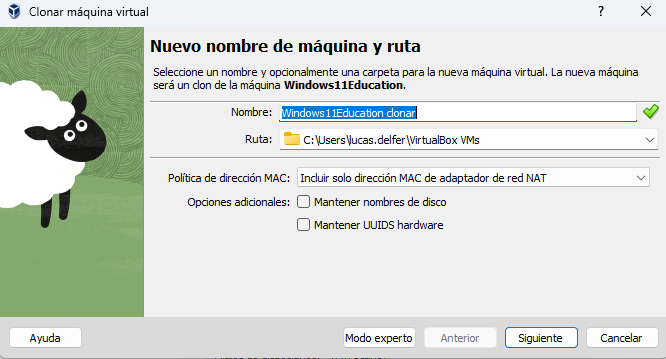 Clonar máquina virtual
?
Nuevo nombre de máquina y ruta
Seleccione un nombre y opcionalmente una carpeta para la nueva máquina virtual. La nueva máquina
será un clon de la máquina Windows11Education.
Nombre: Windows11Education clonar
Ruta: C:\Users\lucas.delfer\VirtualBox VMs
Política de dirección MAC: Incluir solo dirección MAC de adaptador de red NAT
Opciones adicionales: Mantener nombres de disco
Mantener UUIDS hardware
Ayuda Modo experto Anterior Siguiente Cancelar